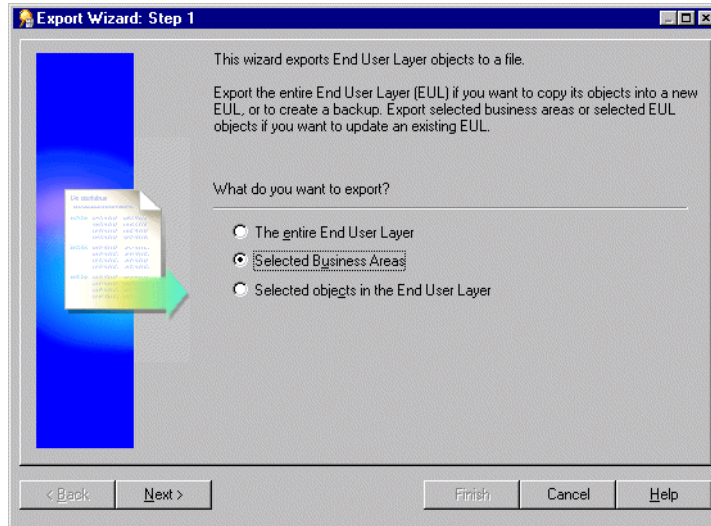 Export Wizard: Step 1
This wizard exports End User Layer objects to a file.
Export the entire End User Layer (EUL) if you want to copy its objects into a new
EUL, or to create a backup. Export selected business areas or selected EUL
objects if you want to update an existing EUL.
What do you want to export?
The entire End User Layer
Selected Business Areas
Selected objects in the End User Layer
< Back Next > Finish Cancel Help